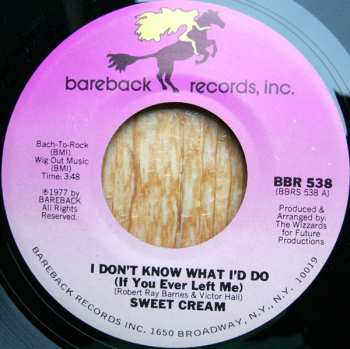 bareback records, inc.
Bach-To-Rock
(BMI)
Wig Out Music
(BMI)
Time: 3:48
℗1977 by
BAREBACK
All Rights
Reserved.
BBR 538
(BBRS 538 A)
Produced &
Arranged by:
The Wizzards
for Future
Productions
I DON'T KNOW WHAT I'D DO
(If You Ever Left Me)
(Robert Ray Barnes & Victor Hall)
SWEET CREAM
BAREBACK RECORDS INC. 1650 BROADWAY, N.Y., N.Y. 10019